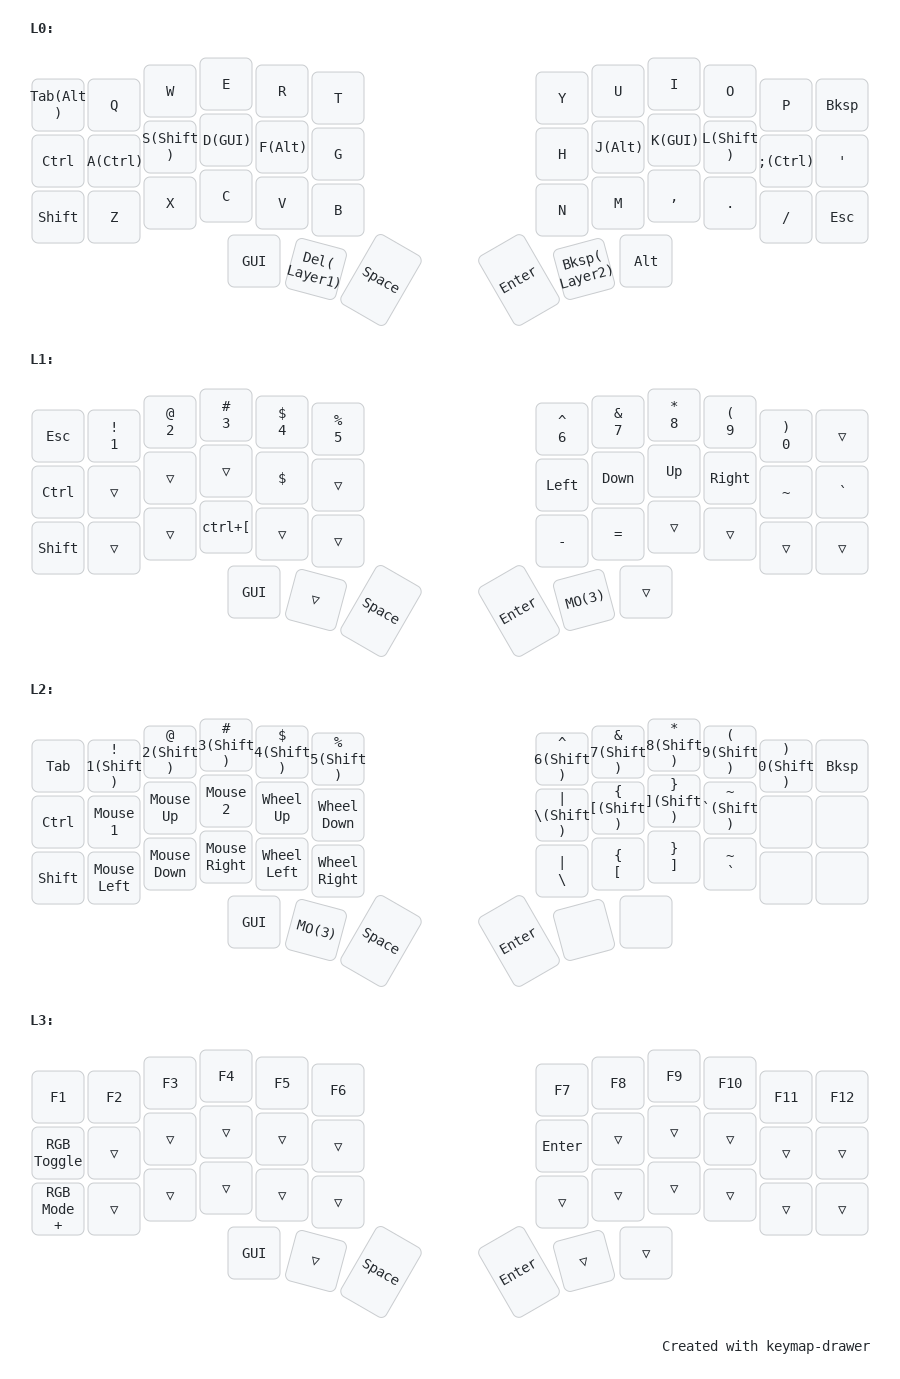 L0:
Tab(Alt
) Q W E R T Y U I O P Bksp
Ctrl A(Ctrl) S(Shift
) D(GUI) F(Alt) G H J(Alt) K(GUI) L(Shift
) ;(Ctrl) '
Shift Z X C V B N M , . / Esc
GUI Del(
Layer1) Space Enter Bksp(
Layer2) Alt
L1:
Esc !
1 @
2 #
3 $
4 %
5 ^
6 &
7 *
8 (
9 )
0 ▽
Ctrl ▽ ▽ ▽ $ ▽ Left Down Up Right ~ `
Shift ▽ ▽ ctrl+[ ▽ ▽ - = ▽ ▽ ▽ ▽
GUI ▽ Space Enter MO(3) ▽
L2:
Tab !
1(Shift
) @
2(Shift
) #
3(Shift
) $
4(Shift
) %
5(Shift
) ^
6(Shift
) &
7(Shift
) *
8(Shift
) (
9(Shift
) )
0(Shift
) Bksp
Ctrl Mouse
1 Mouse
Up Mouse
2 Wheel
Up Wheel
Down |
\(Shift
) {
[(Shift
) }
](Shift
) ~
`(Shift
)
Shift Mouse
Left Mouse
Down Mouse
Right Wheel
Left Wheel
Right |
\ {
[ }
] ~
`
GUI MO(3) Space Enter
L3:
F1 F2 F3 F4 F5 F6 F7 F8 F9 F10 F11 F12
RGB
Toggle ▽ ▽ ▽ ▽ ▽ Enter ▽ ▽ ▽ ▽ ▽
RGB
Mode
+ ▽ ▽ ▽ ▽ ▽ ▽ ▽ ▽ ▽ ▽ ▽
GUI ▽ Space Enter ▽ ▽
Created with keymap-drawer